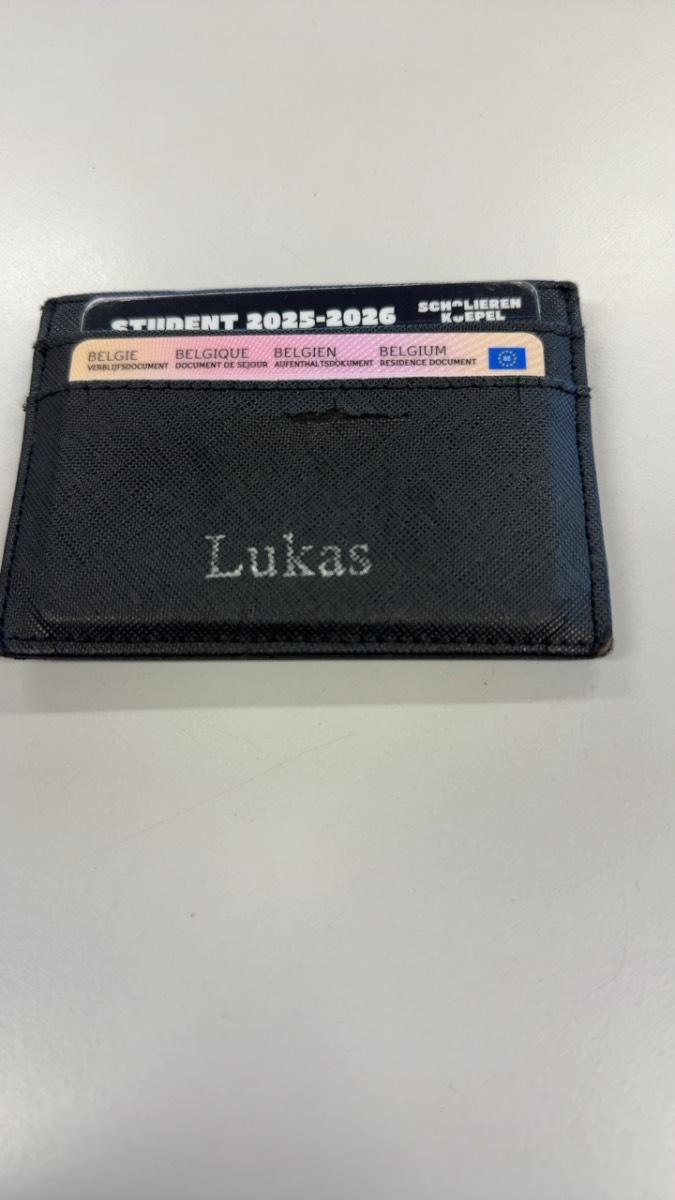 STUDENT 2025-2026
SCHOLIEREN
KOEPEL
BELGIE BELGIQUE BELGIEN BELGIUM
VERBLIJFSDOCUMENT DOCUMENT DE SEJOUR AUFENTHALTSDOKUMENT RESIDENCE DOCUMENT
BE
Lukas